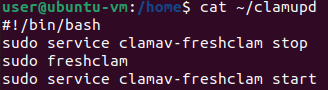 user@ubuntu-vm:/home$ cat ~/clamupd
#!/bin/bash
sudo service clamav-freshclam stop
sudo freshclam
sudo service clamav-freshclam start